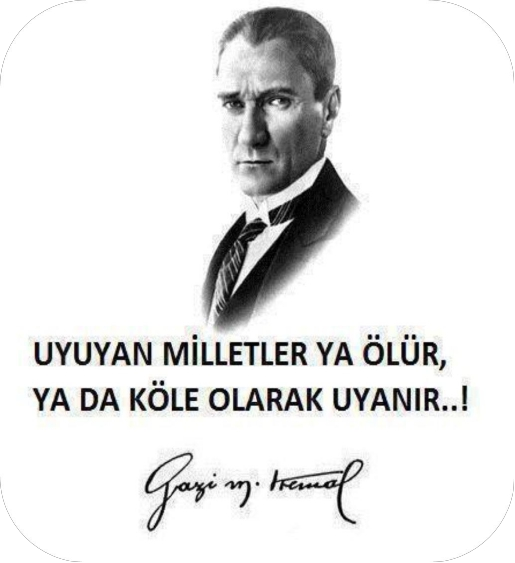 UYUYAN MİLLETLER YA ÖLÜR,
YA DA KÖLE OLARAK UYANIR..!
Gazi M. Kemal